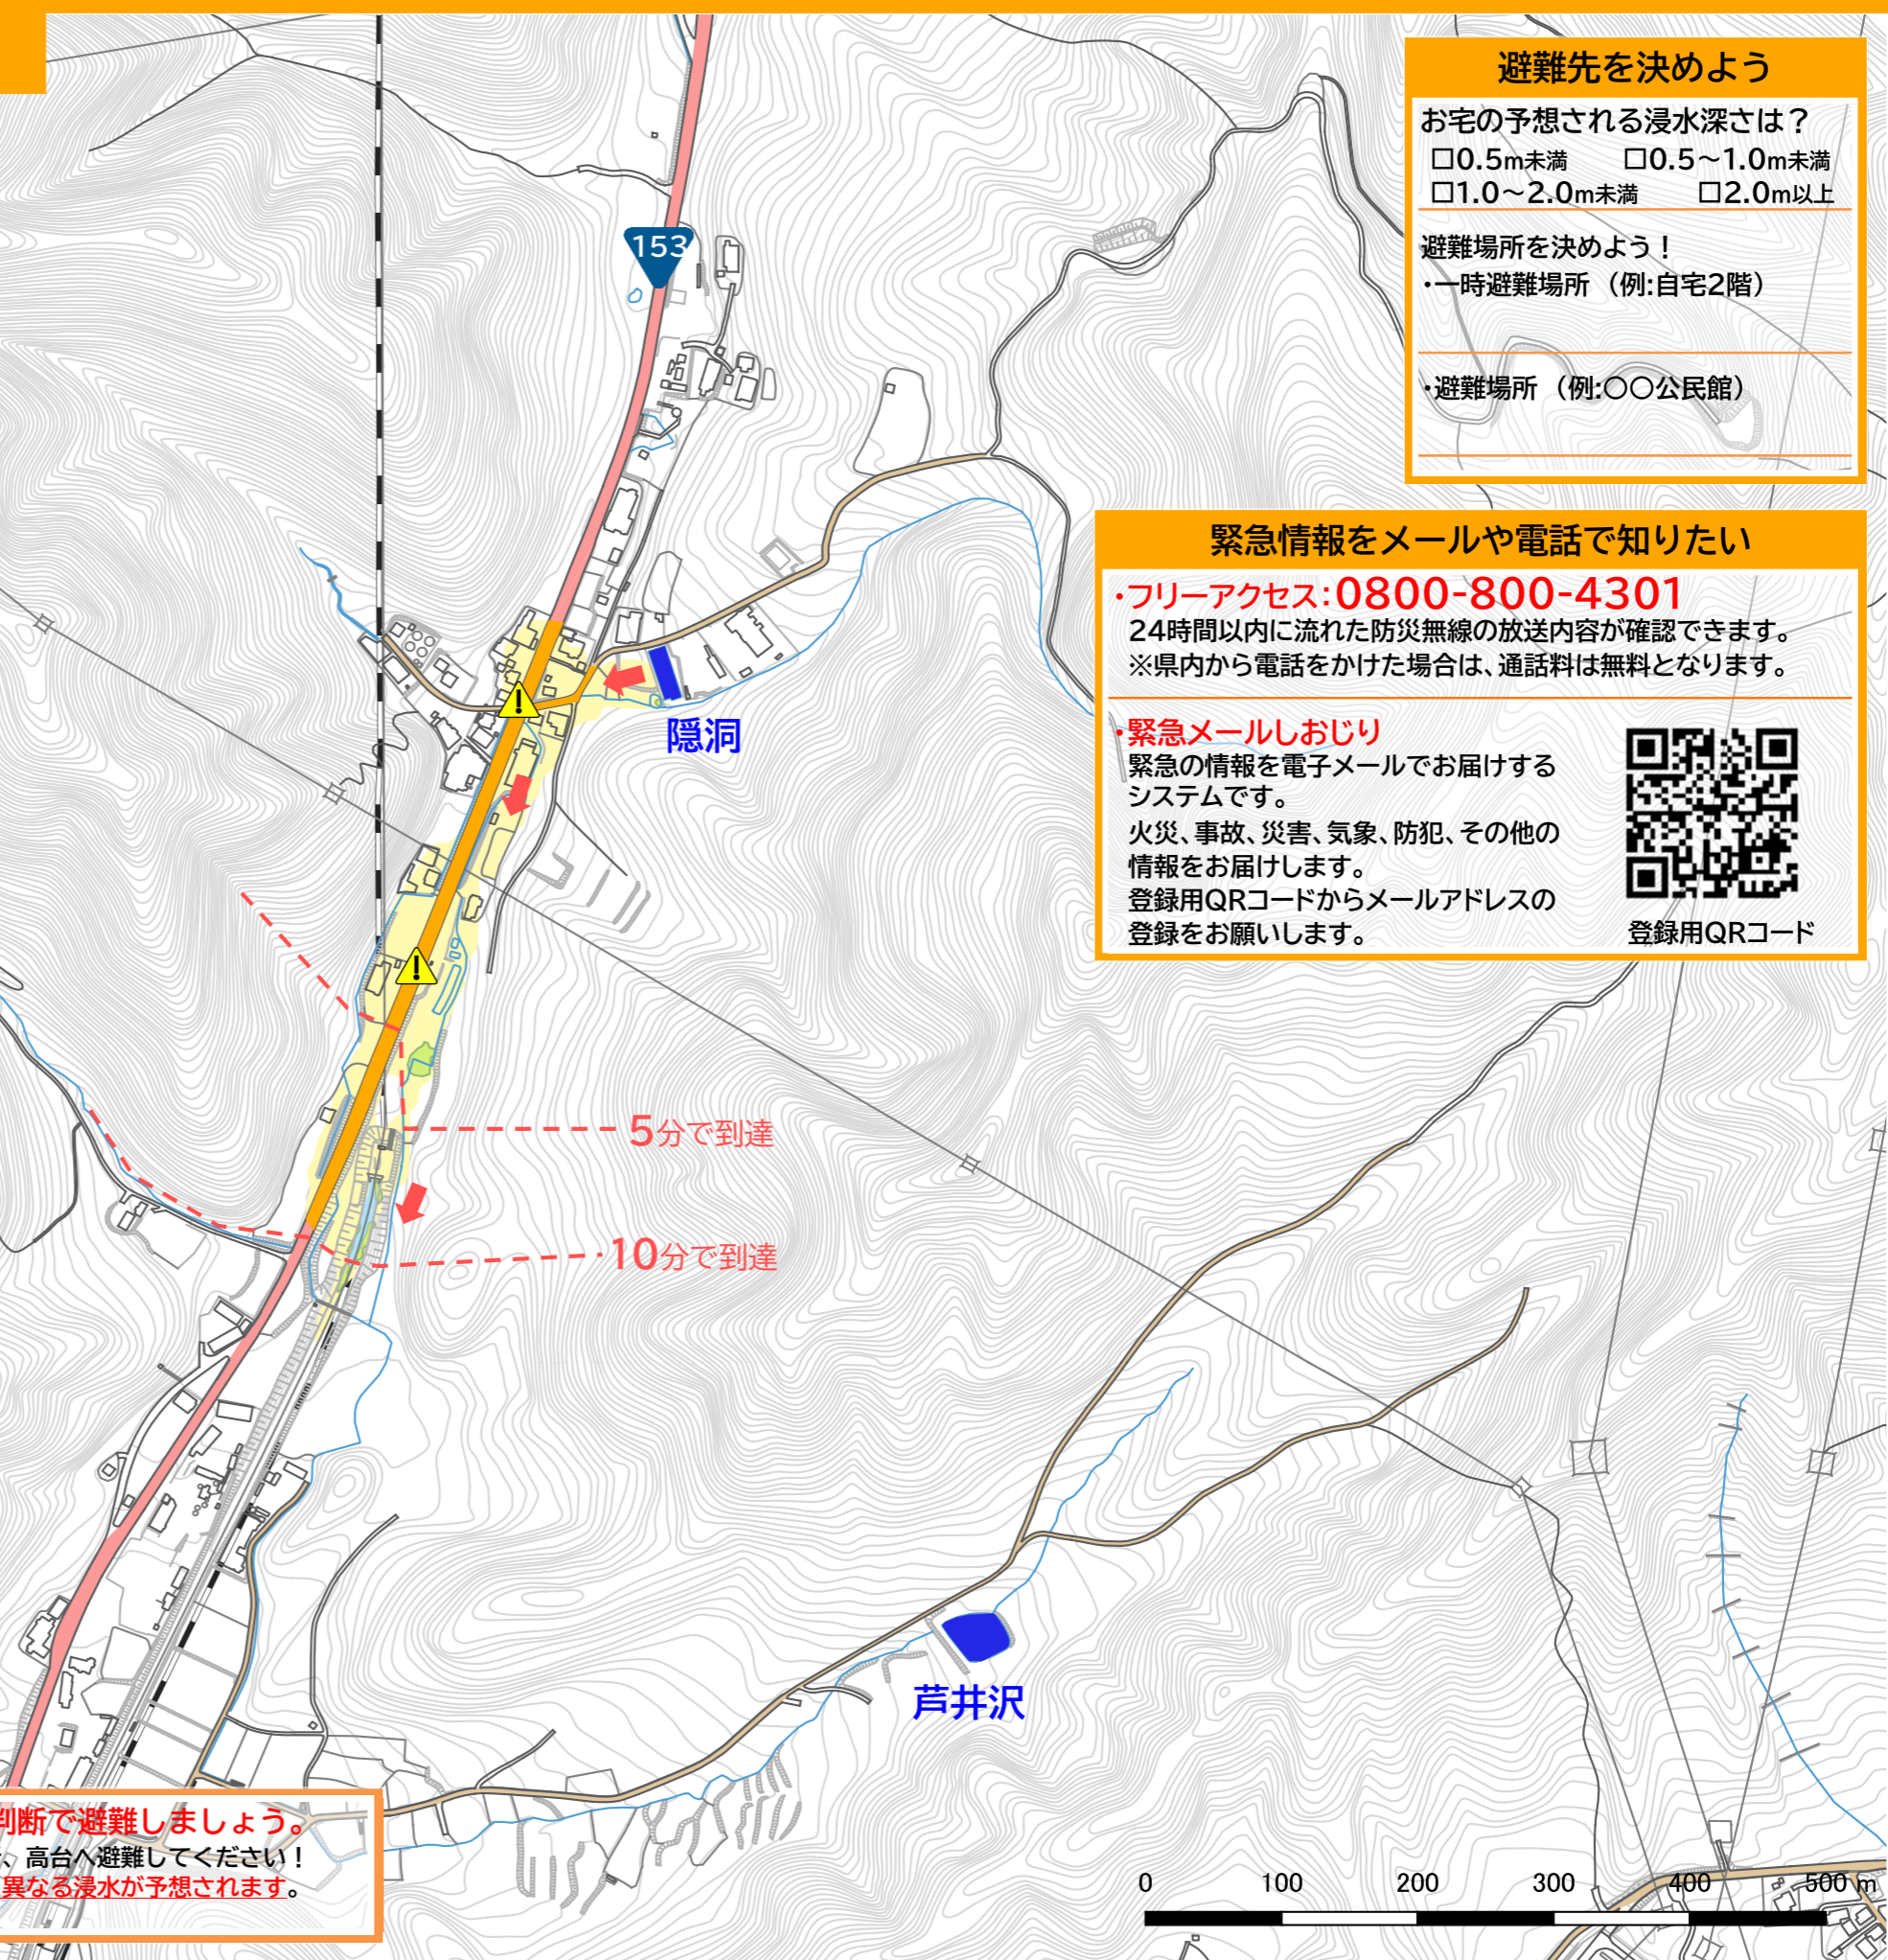 避難先を決めよう
お宅の予想される浸水深さは？
□0.5m未満 □0.5～1.0m未満
□1.0～2.0m未満 □2.0m以上
避難場所を決めよう！
・一時避難場所 （例:自宅2階）
・避難場所 （例:〇〇公民館）
153
緊急情報をメールや電話で知りたい
・フリーアクセス：0800-800-4301
24時間以内に流れた防災無線の放送内容が確認できます。
※県内から電話をかけた場合は、通話料は無料となります。
・緊急メールしおじり
緊急の情報を電子メールでお届けする
システムです。
火災、事故、災害、気象、防犯、その他の
情報をお届けします。
登録用QRコードからメールアドレスの
登録をお願いします。
登録用QRコード
隠洞
5分で到達
10分で到達
芦井沢
判断で避難しましょう。
、高台へ避難してください！
異なる浸水が予想されます。
0 100 200 300 400 500 m